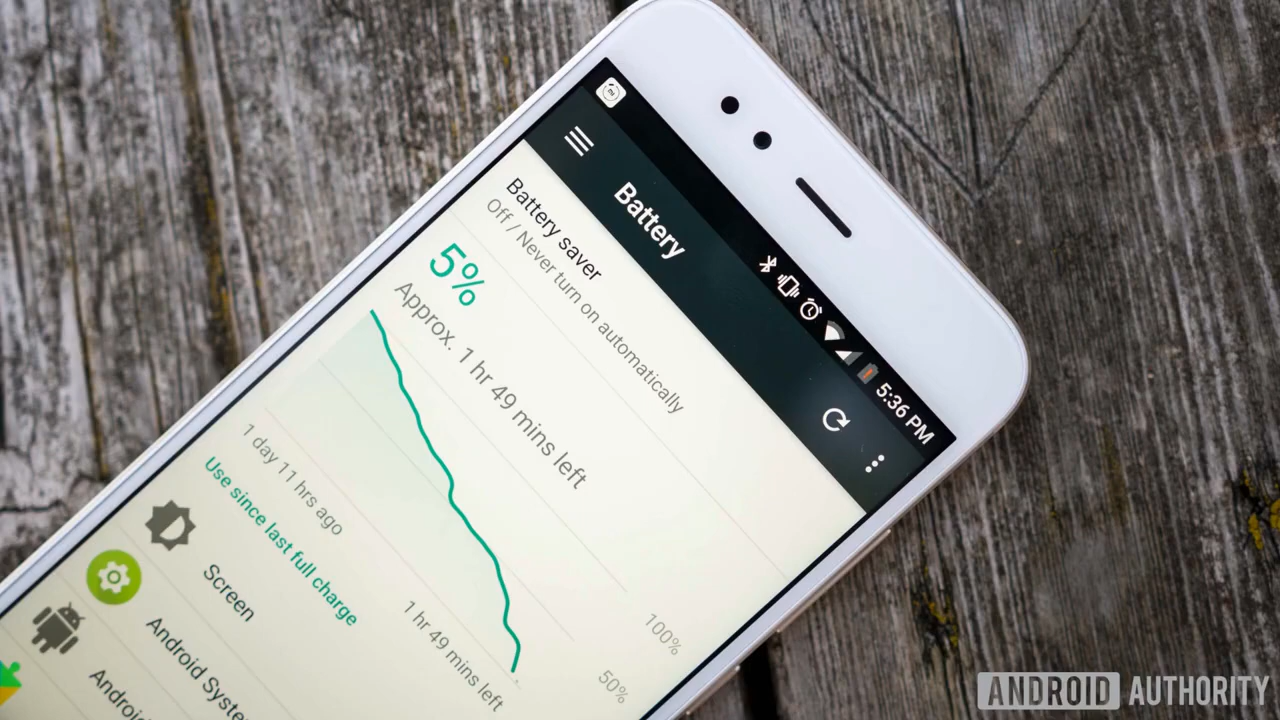 5:36 PM
Battery
Battery saver
Off / Never turn on automatically
5%
Approx. 1 hr 49 mins left
100%
50%
1 day 11 hrs ago
1 hr 49 mins left
Use since last full charge
Screen
Android Syste
Android
ANDROID AUTHORITY